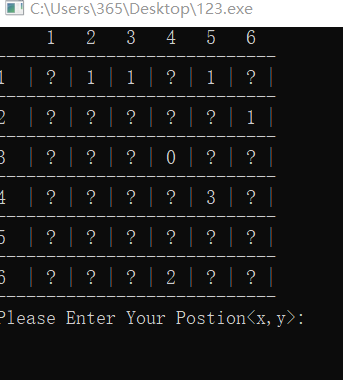 C:\Users\365\Desktop\123.exe
1 2 3 4 5 6
1 | ? | 1 | 1 | ? | 1 | ? |
---------------------------
2 | ? | ? | ? | ? | ? | 1 |
---------------------------
3 | ? | ? | ? | 0 | ? | ? |
---------------------------
4 | ? | ? | ? | ? | 3 | ? |
---------------------------
5 | ? | ? | ? | ? | ? | ? |
---------------------------
6 | ? | ? | ? | 2 | ? | ? |
---------------------------
Please Enter Your Postion<x,y>: